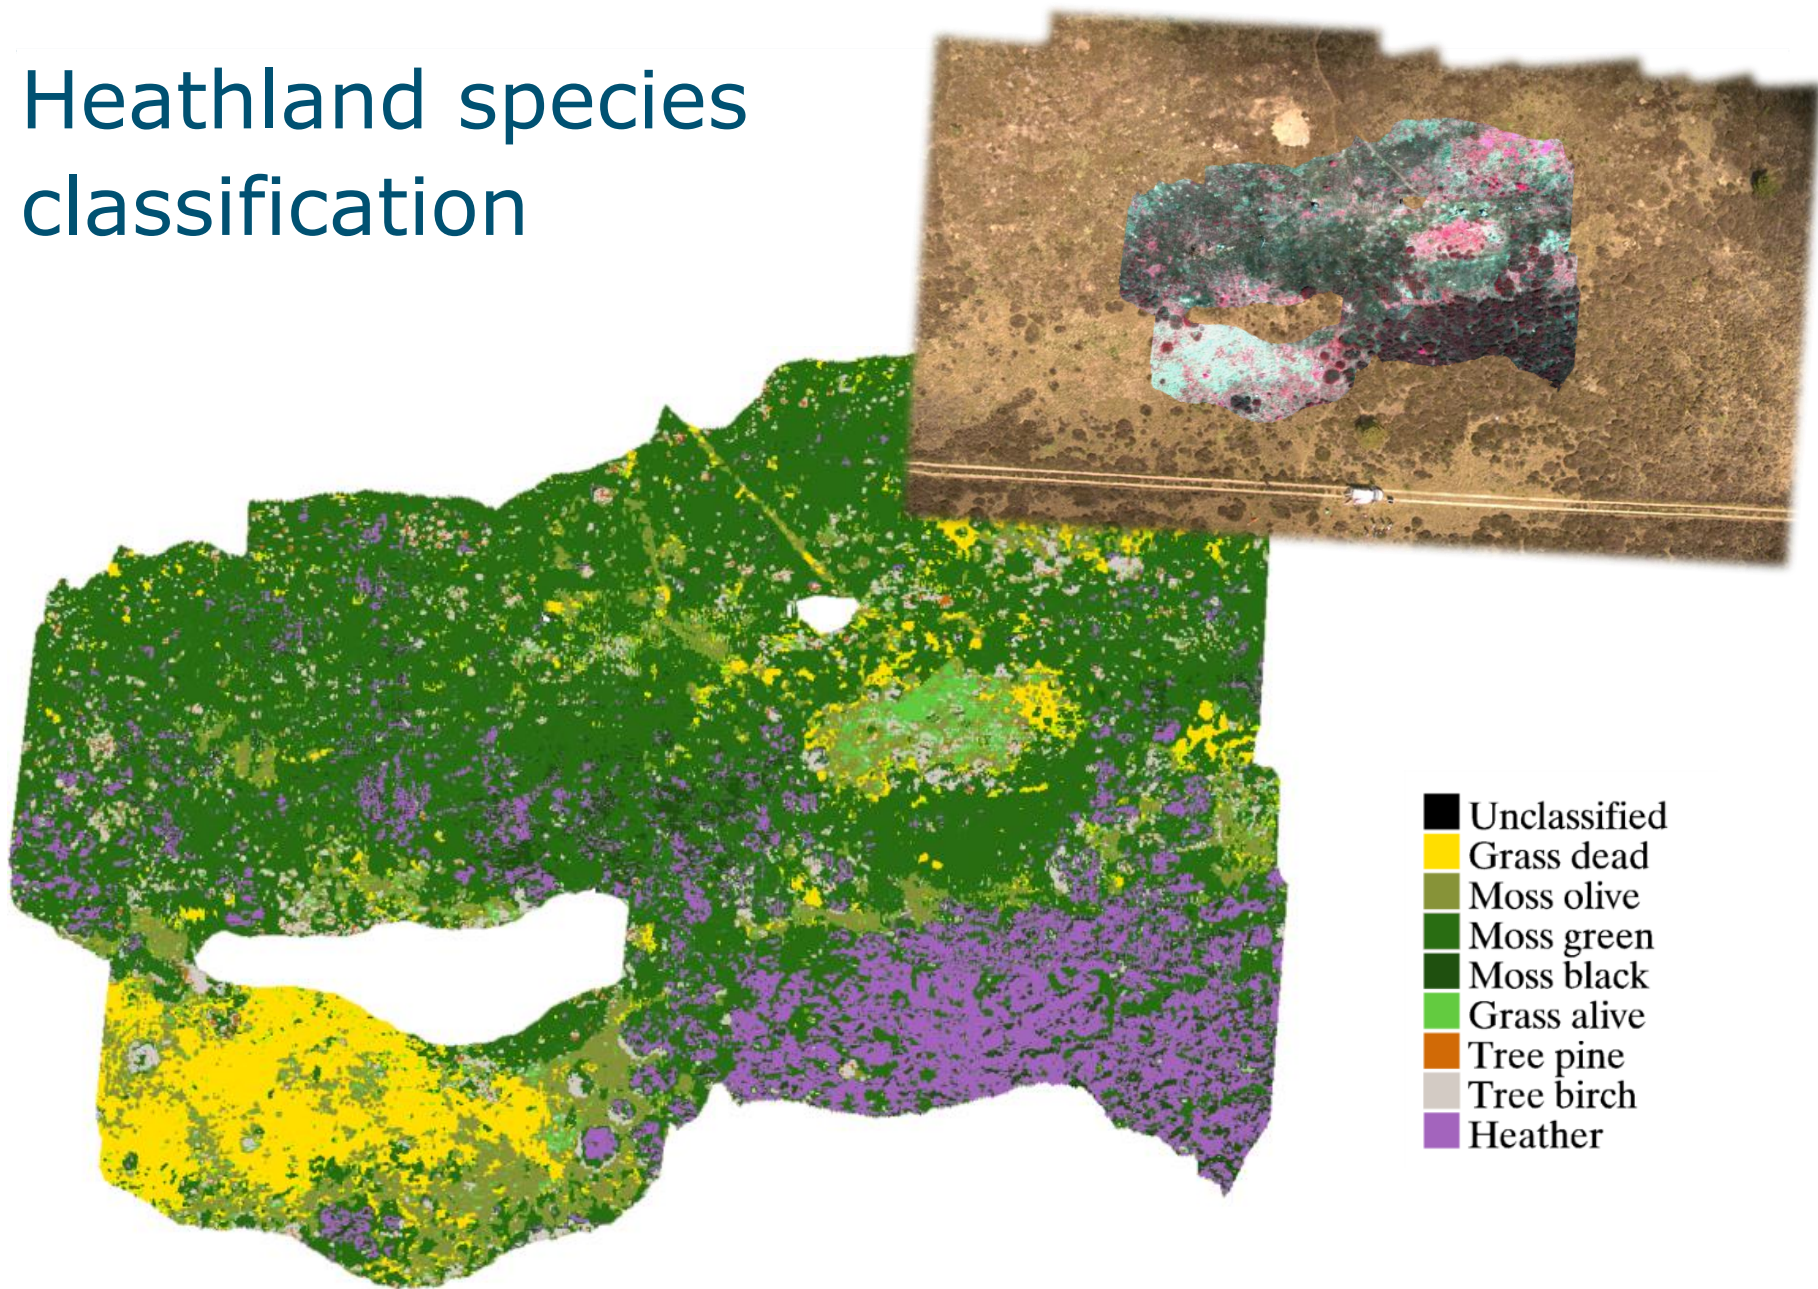 Heathland species
classification
Unclassified
Grass dead
Moss olive
Moss green
Moss black
Grass alive
Tree pine
Tree birch
Heather